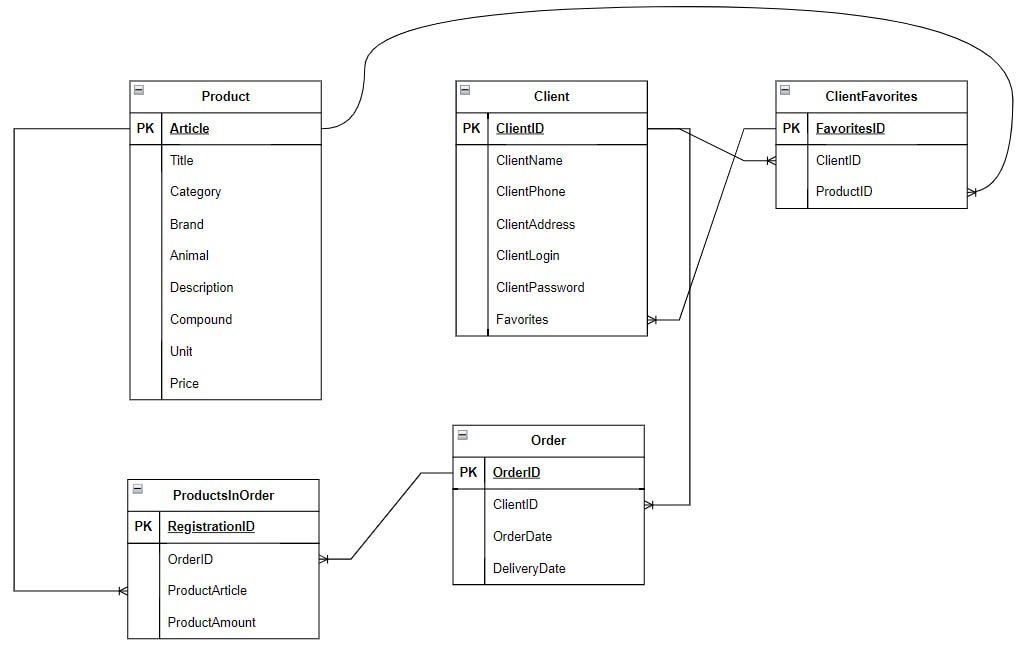 Product
PK Article
Title
Category
Brand
Animal
Description
Compound
Unit
Price
Client
PK ClientID
ClientName
ClientPhone
ClientAddress
ClientLogin
ClientPassword
Favorites
ClientFavorites
PK FavoritesID
ClientID
ProductID
Order
PK OrderID
ClientID
OrderDate
DeliveryDate
ProductsInOrder
PK RegistrationID
OrderID
ProductArticle
ProductAmount